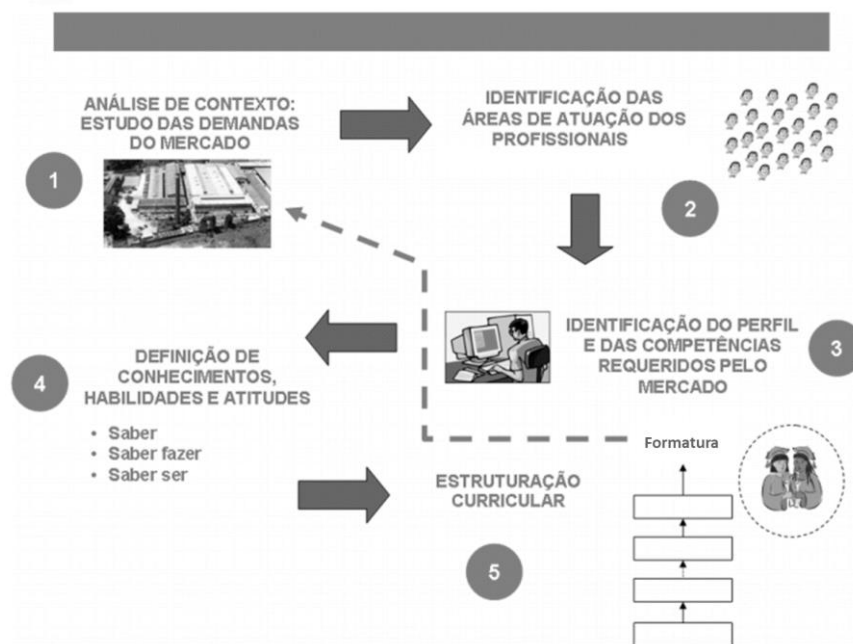 ANÁLISE DE CONTEXTO:
ESTUDO DAS DEMANDAS
DO MERCADO
1
IDENTIFICAÇÃO DAS
ÁREAS DE ATUAÇÃO DOS
PROFISSIONAIS
2
IDENTIFICAÇÃO DO PERFIL
E DAS COMPETÊNCIAS
REQUERIDOS PELO
MERCADO
3
DEFINIÇÃO DE
CONHECIMENTOS,
HABILIDADES E ATITUDES
4
• Saber
• Saber fazer
• Saber ser
ESTRUTURAÇÃO
CURRICULAR
5
Formatura